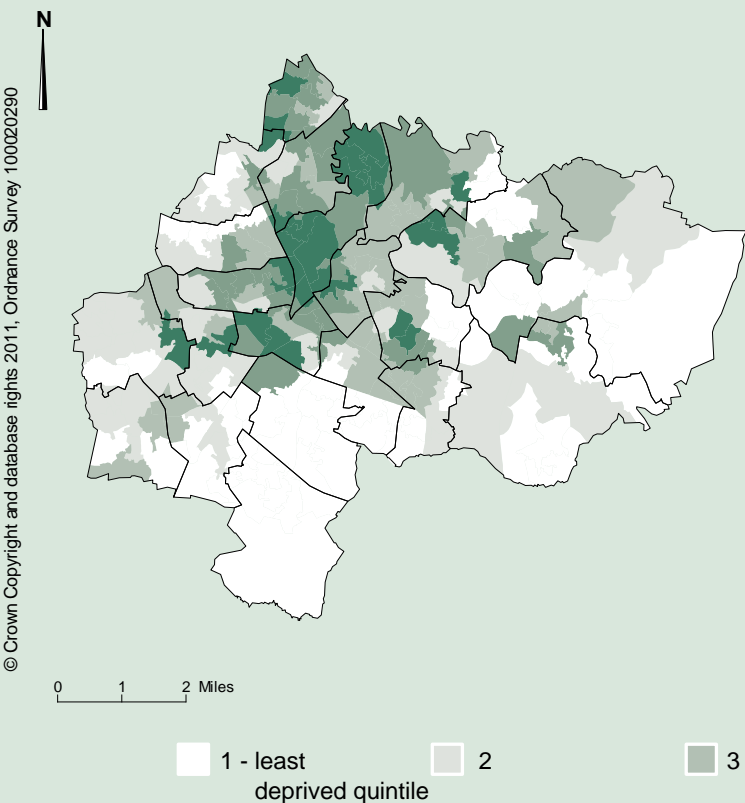 N
© Crown Copyright and database rights 2011, Ordnance Survey 100020290
0 1 2 Miles
1 - least
deprived quintile
2
3